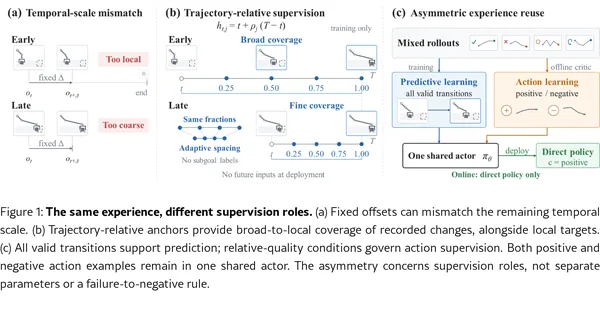 (a) Temporal-scale mismatch
Early
Too local
fixed Δ
end
o_t
o_{t+Δ}
Late
Too coarse
fixed Δ
o_t
o_{t+Δ}
(b) Trajectory-relative supervision
training only
Early
Broad coverage
T
t
0.25
0.50
0.75
1.00
Late
Fine coverage
Same fractions
Adaptive spacing
T
No subgoal labels
t
0.25
0.50
0.75
1.00
No future inputs at deployment
(c) Asymmetric experience reuse
Mixed rollouts
training
offline critic
Predictive learning
all valid transitions
Action learning
positive / negative
One shared actor π_θ
deploy
Direct policy
c = positive
Online: direct policy only
Figure 1: The same experience, different supervision roles. (a) Fixed offsets can mismatch the remaining temporal
scale. (b) Trajectory-relative anchors provide broad-to-local coverage of recorded changes, alongside local targets.
(c) All valid transitions support prediction; relative-quality conditions govern action supervision. Both positive and
negative action examples remain in one shared actor. The asymmetry concerns supervision roles, not separate
parameters or a failure-to-negative rule.